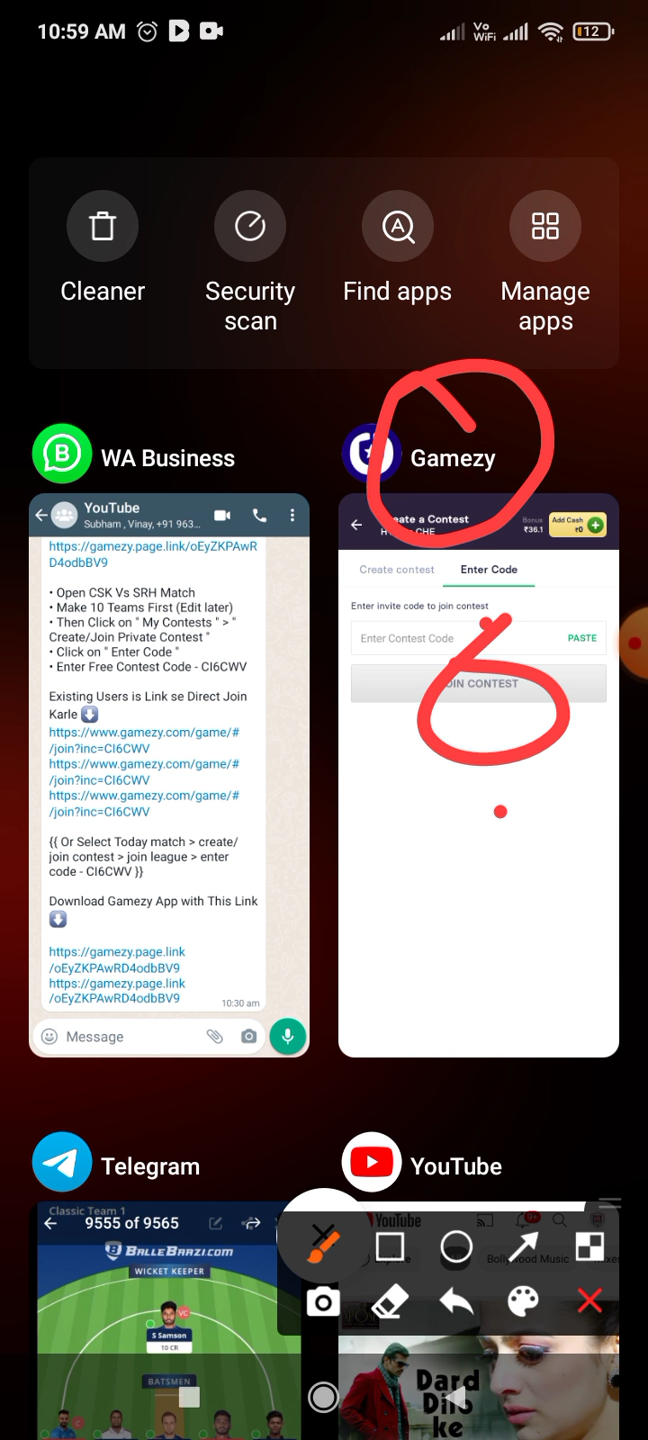 10:59 AM
Vo
WiFi
12
Cleaner
Security
scan
Find apps
Manage
apps
WA Business
Gamezy
YouTube
Subham , Vinay, +91 963...
https://gamezy.page.link/oEyZKPAwR
D4odbBV9
• Open CSK Vs SRH Match
• Make 10 Teams First (Edit later)
• Then Click on " My Contests " > "
Create/Join Private Contest "
• Click on " Enter Code "
• Enter Free Contest Code - CI6CWV
Existing Users is Link se Direct Join
Karle
https://www.gamezy.com/game/#
/join?inc=CI6CWV
https://www.gamezy.com/game/#
/join?inc=CI6CWV
https://www.gamezy.com/game/#
/join?inc=CI6CWV
{{ Or Select Today match > create/
join contest > join league > enter
code - CI6CWV }}
Download Gamezy App with This Link
https://gamezy.page.link
/oEyZKPAwRD4odbBV9
https://gamezy.page.link
/oEyZKPAwRD4odbBV9
10:30 am
Message
eate a Contest
CHE
Bonus
₹36.1
Add Cash
₹0
Create contest
Enter Code
Enter invite code to join contest
Enter Contest Code
PASTE
OIN CONTEST
Telegram
YouTube
Classic Team 1
9555 of 9565
BALLEBAAZI.COM
WICKET KEEPER
VC
S Samson
10 CR
BATSMEN
YouTube
Dard
Dilo
ke